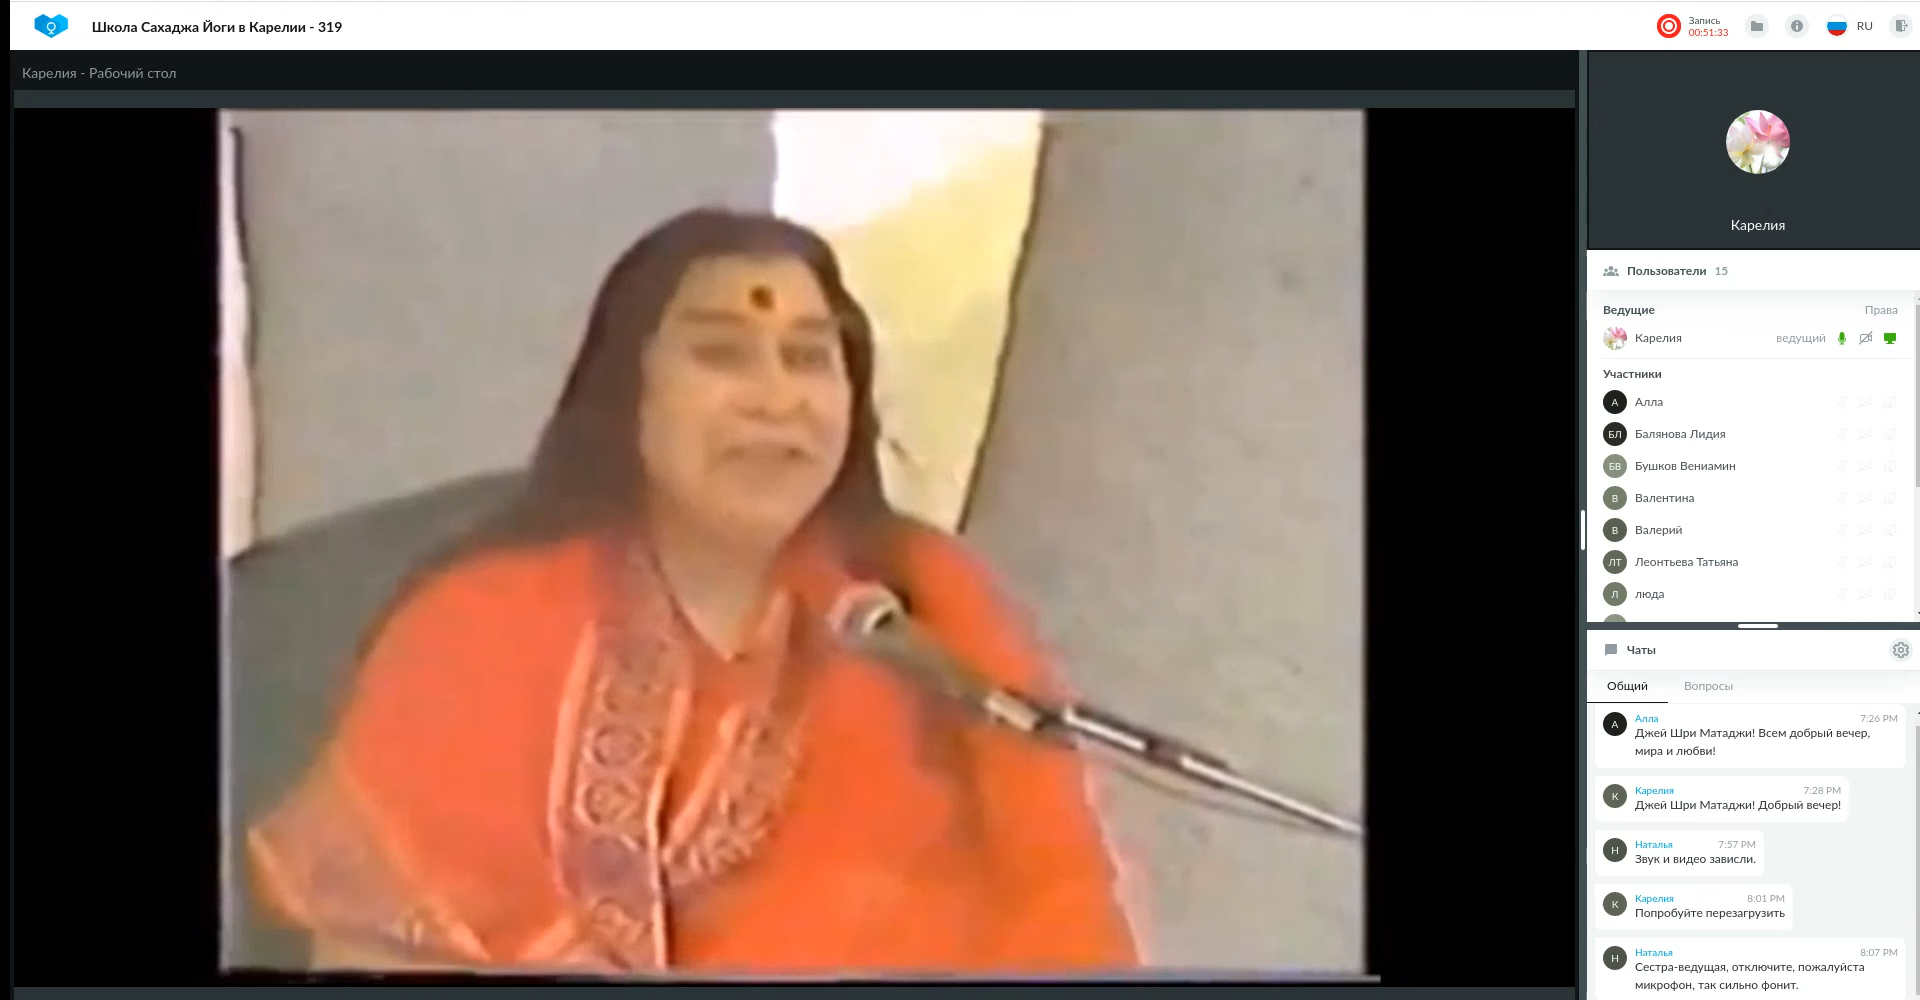 Школа Сахаджа Йоги в Карелии - 319
Запись
00:51:33
RU
Карелия - Рабочий стол
Карелия
Пользователи 15
Ведущие Права
Карелия ведущий
Участники
А Алла
БЛ Балянова Лидия
БВ Бушков Вениамин
В Валентина
В Валерий
ЛТ Леонтьева Татьяна
Л люда
Чаты
Общий Вопросы
А Алла 7:26 PM
Джей Шри Матаджи! Всем добрый вечер,
мира и любви!
К Карелия 7:28 PM
Джей Шри Матаджи! Добрый вечер!
Н Наталья 7:57 PM
Звук и видео зависли.
К Карелия 8:01 PM
Попробуйте перезагрузить
Н Наталья 8:07 PM
Сестра-ведущая, отключите, пожалуйста
микрофон, так сильно фонит.